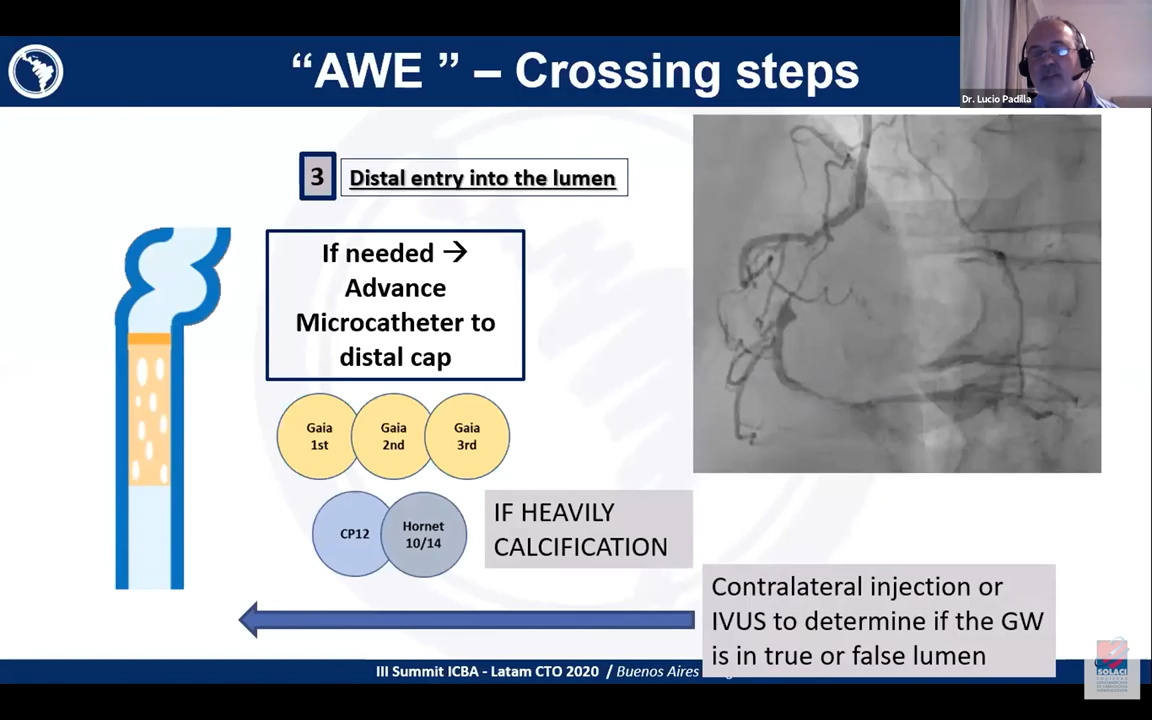 “AWE ” – Crossing steps
Dr. Lucio Padilla
3
Distal entry into the lumen
If needed →
Advance
Microcatheter to
distal cap
Gaia
1st
Gaia
2nd
Gaia
3rd
CP12
Hornet
10/14
IF HEAVILY
CALCIFICATION
Contralateral injection or
IVUS to determine if the GW
is in true or false lumen
III Summit ICBA - Latam CTO 2020 / Buenos Aires
SOLACI